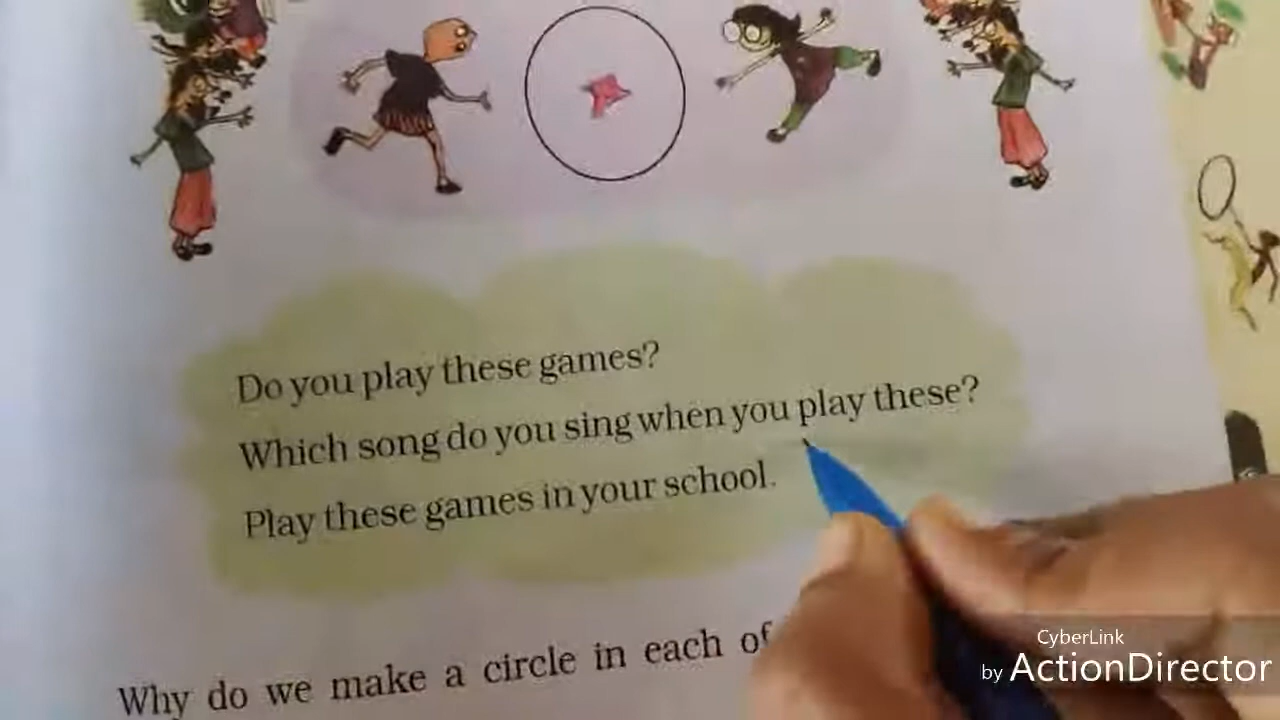 Do you play these games?
Which song do you sing when you play these?
Play these games in your school.
Why do we make a circle in each of
CyberLink
by ActionDirector